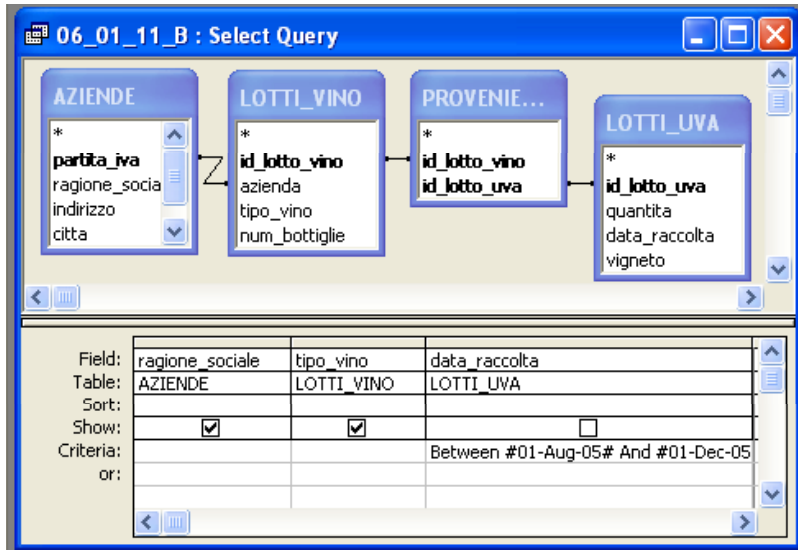 06_01_11_B : Select Query
AZIENDE
*
partita_iva
ragione_socia
indirizzo
citta
LOTTI_VINO
*
id_lotto_vino
azienda
tipo_vino
num_bottiglie
PROVENIE...
*
id_lotto_vino
id_lotto_uva
LOTTI_UVA
*
id_lotto_uva
quantita
data_raccolta
vigneto
Field: ragione_sociale tipo_vino data_raccolta
Table: AZIENDE LOTTI_VINO LOTTI_UVA
Sort:
Show:
Criteria: Between #01-Aug-05# And #01-Dec-05
or: